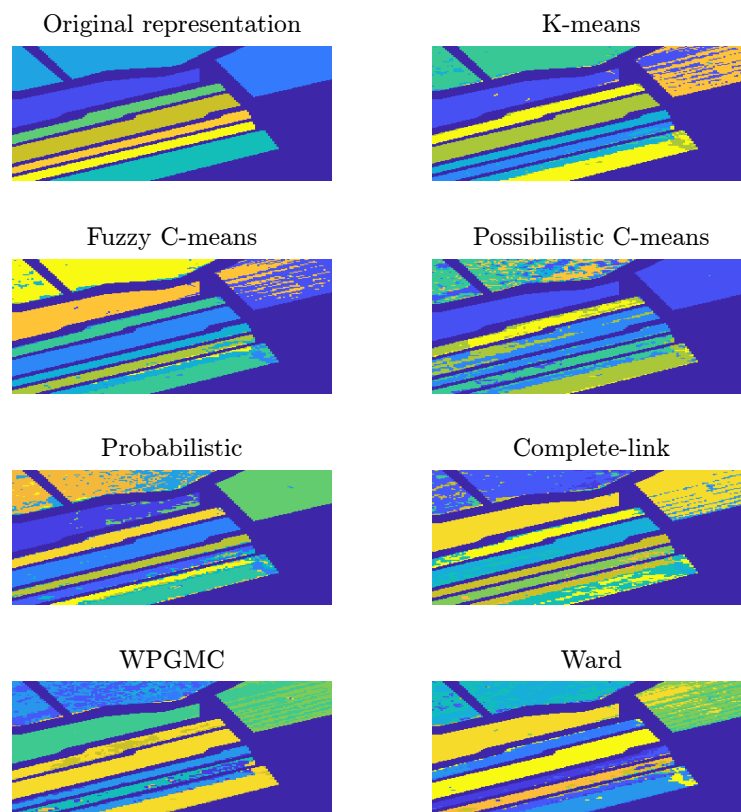 Original representation
K-means
Fuzzy C-means
Possibilistic C-means
Probabilistic
Complete-link
WPGMC
Ward